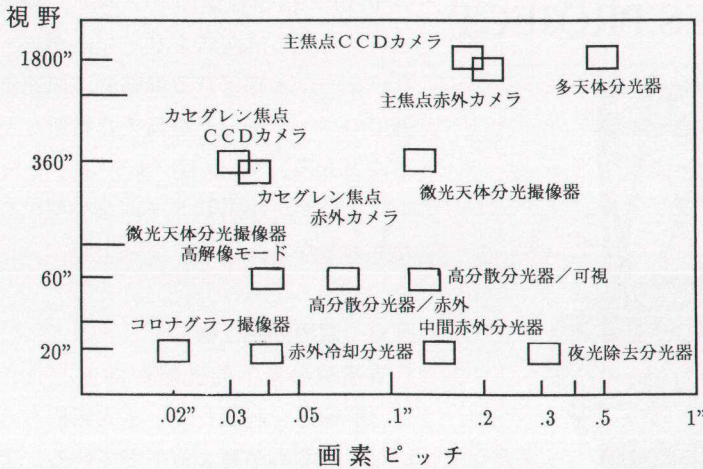 視野
主焦点CCDカメラ
1800”
多天体分光器
主焦点赤外カメラ
カセグレン焦点
CCDカメラ
360”
微光天体分光撮像器
カセグレン焦点
赤外カメラ
微光天体分光撮像器
高解像モード
60”
高分散分光器／可視
高分散分光器／赤外
コロナグラフ撮像器
中間赤外分光器
20”
赤外冷却分光器
夜光除去分光器
.02” .03 .05 .1” .2 .3 .5 1”
画素ピッチ